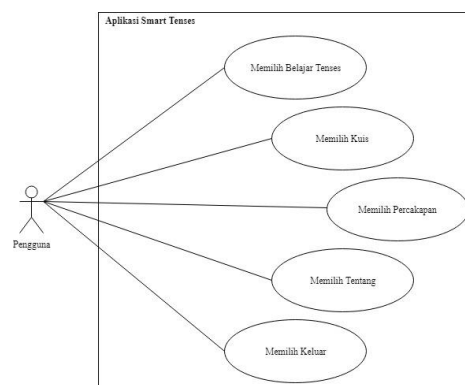 Aplikasi Smart Tenses
Memilih Belajar Tenses
Memilih Kuis
Memilih Percakapan
Pengguna
Memilih Tentang
Memilih Keluar